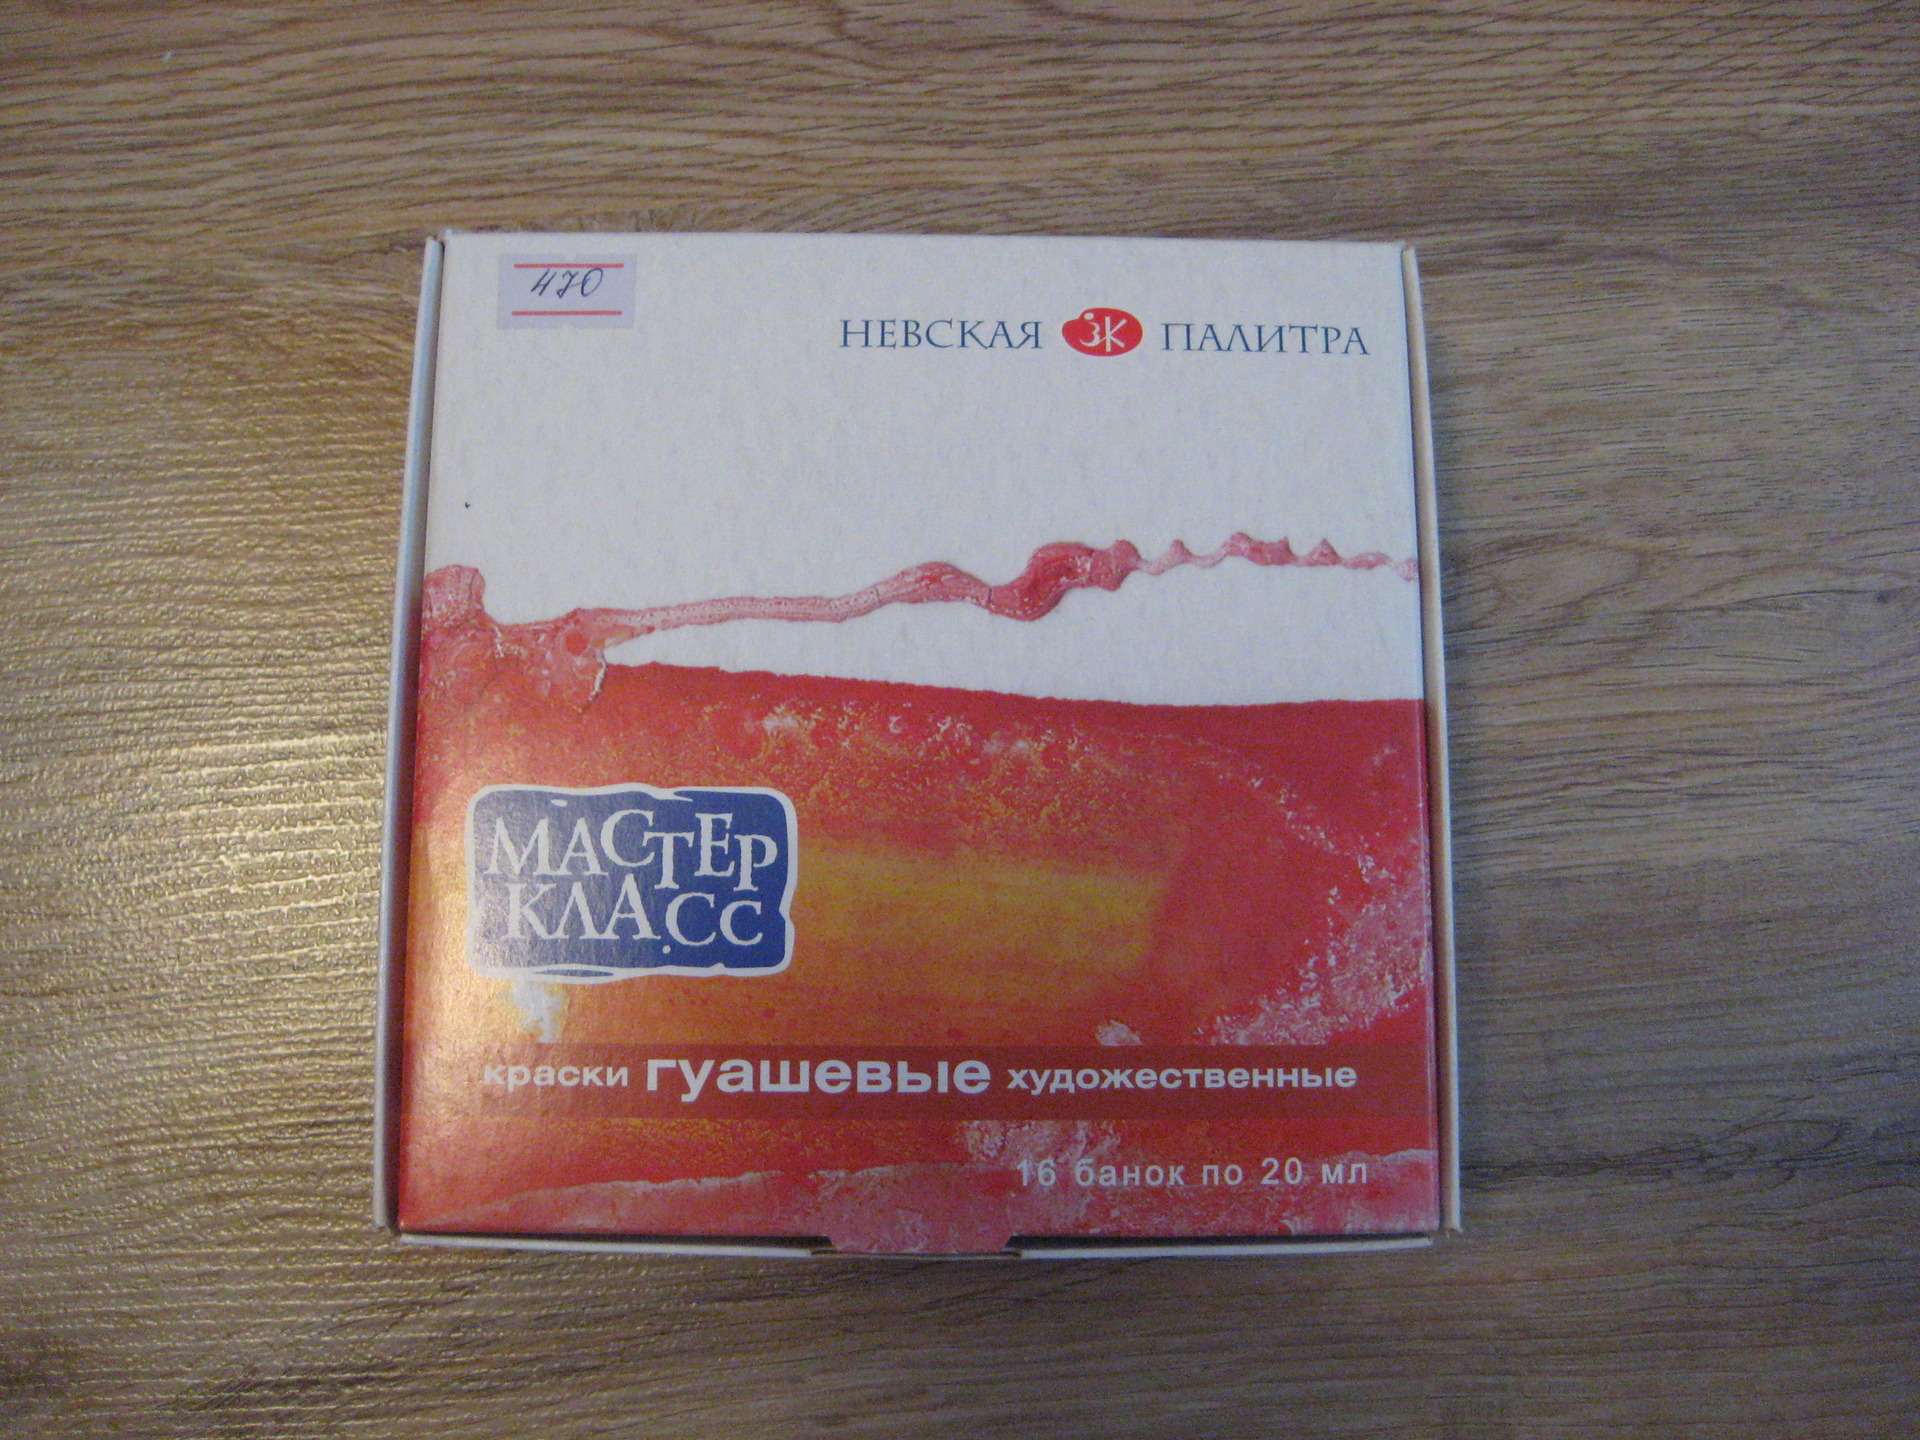 470
НЕВСКАЯ ЗК ПАЛИТРА
МАСТЕР
КЛАСС
краски гуашевые художественные
16 банок по 20 мл